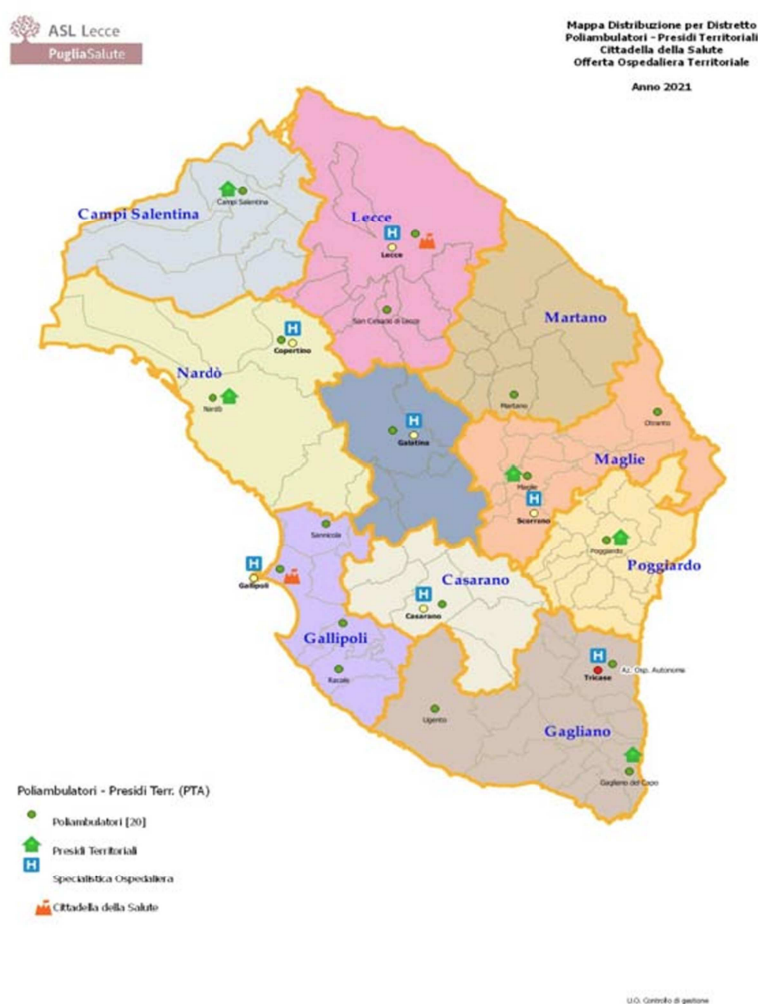 ASL Lecce
PugliaSalute
Mappa Distribuzione per Distretto
Poliambulatori - Presidi Territoriali
Cittadella della Salute
Offerta Ospedaliera Territoriale
Anno 2021
Campi Salentina
Campi Salentina
Lecce
Lecce
San Cesario di Lecce
Martano
Martano
Copertino
Nardò
Nardò
Galatina
Otranto
Maglie
Maglie
Scorrano
Sannicola
Poggiardo
Poggiardo
Gallipoli
Casarano
Casarano
Gallipoli
Racale
Tricase
Az. Osp. Autonoma
Ugento
Gagliano
Gagliano del Capo
Poliambulatori - Presidi Terr. (PTA)
Poliambulatori [20]
Presidi Territoriali
H Specialistica Ospedaliera
Cittadella della Salute
U.O. Controllo di gestione